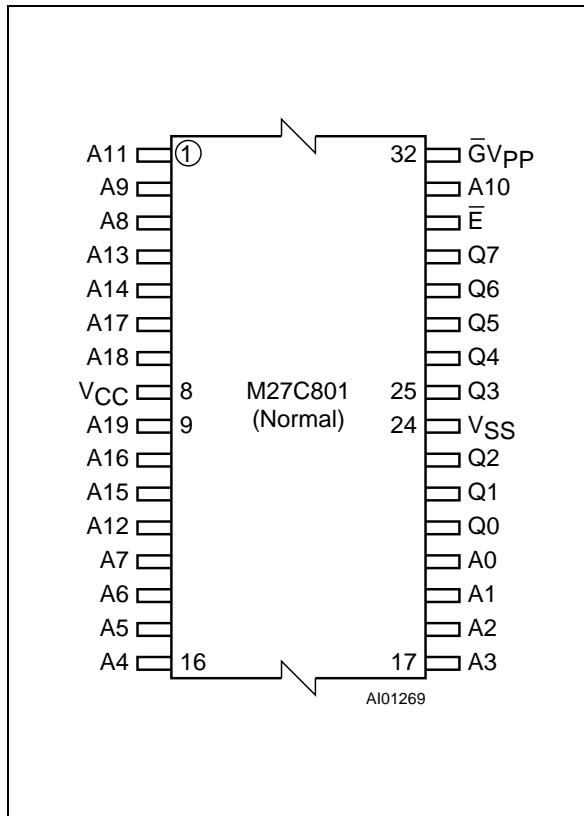 A11 1 32 G̅VPP
A9 A10
A8 E̅
A13 Q7
A14 Q6
A17 Q5
A18 Q4
VCC 8 M27C801 25 Q3
A19 9 (Normal) 24 VSS
A16 Q2
A15 Q1
A12 Q0
A7 A0
A6 A1
A5 A2
A4 16 17 A3
AI01269